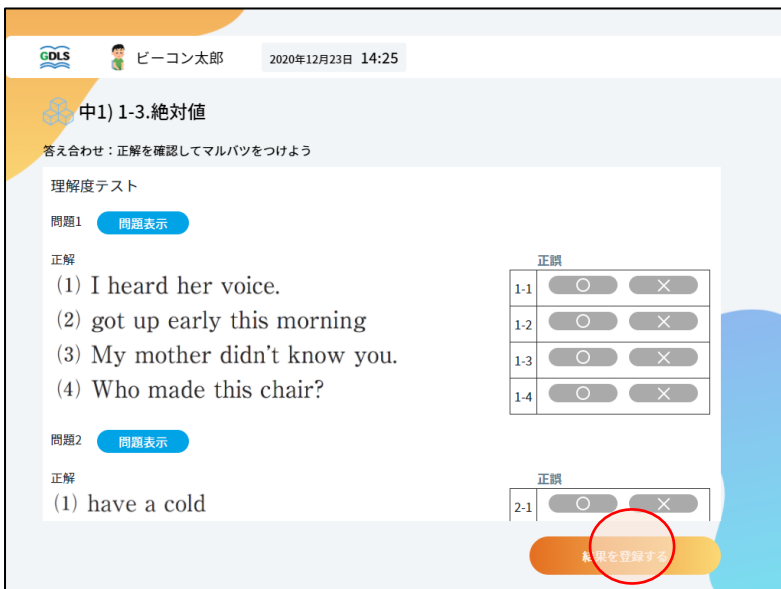 GDLS ビーコン太郎 2020年12月23日 14:25
中1) 1-3.絶対値
答え合わせ：正解を確認してマルバツをつけよう
理解度テスト
問題1 問題表示
正解 正誤
(1) I heard her voice.
(2) got up early this morning
(3) My mother didn't know you.
(4) Who made this chair?
1-1 ○ ×
1-2 ○ ×
1-3 ○ ×
1-4 ○ ×
問題2 問題表示
正解 正誤
(1) have a cold
2-1 ○ ×
結果を登録する